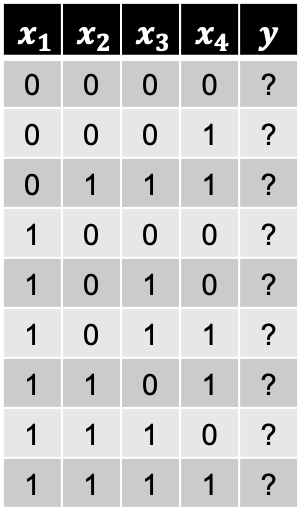 x₁ x₂ x₃ x₄ y
0 0 0 0 ?
0 0 0 1 ?
0 1 1 1 ?
1 0 0 0 ?
1 0 1 0 ?
1 0 1 1 ?
1 1 0 1 ?
1 1 1 0 ?
1 1 1 1 ?